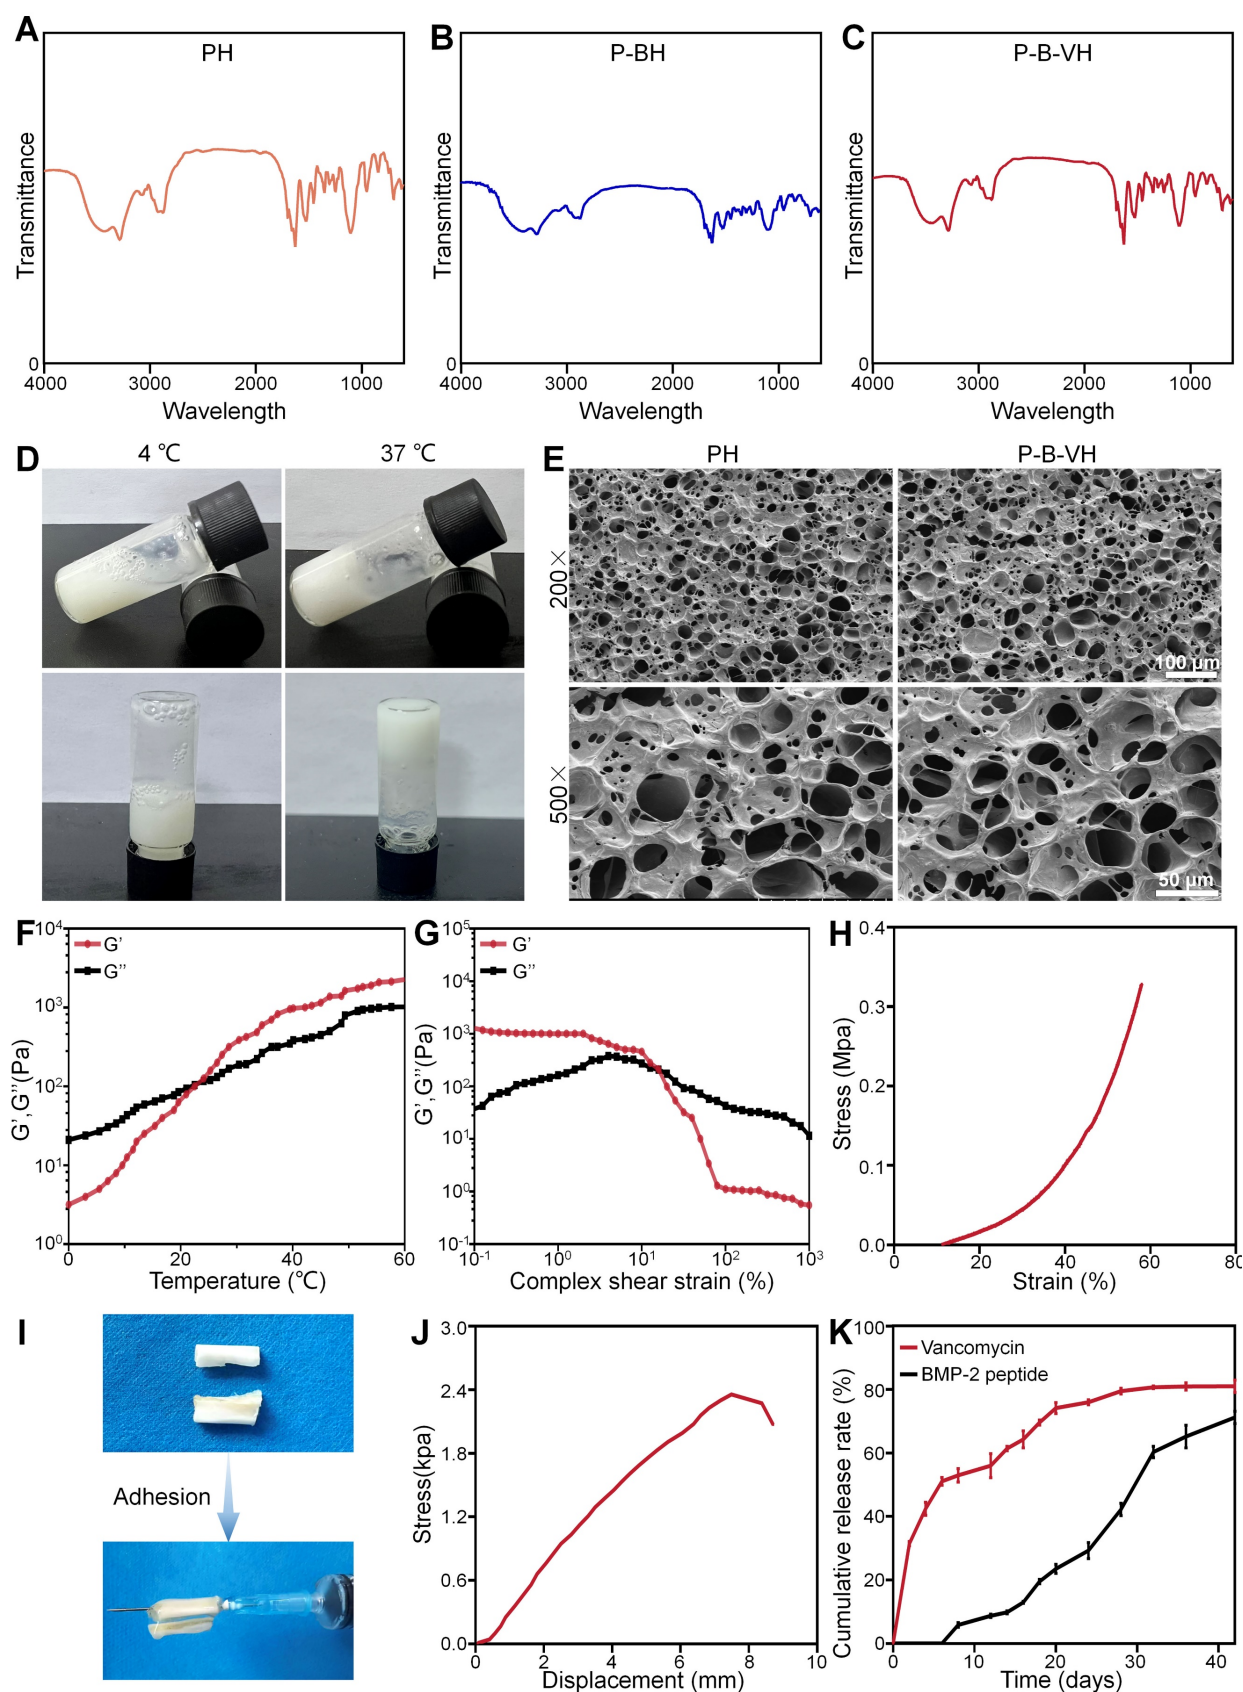 A
PH
Transmittance
0
4000
3000
2000
1000
Wavelength
B
P-BH
Transmittance
0
4000
3000
2000
1000
Wavelength
C
P-B-VH
Transmittance
0
4000
3000
2000
1000
Wavelength
D
4 ℃
37 ℃
E
PH
P-B-VH
200×
100 μm
500×
50 μm
F
G'
G''
G', G''(Pa)
10⁴
10³
10²
10¹
10⁰
0
20
40
60
Temperature (℃)
G
G'
G''
G', G''(Pa)
10⁵
10⁴
10³
10²
10¹
10⁰
10⁻¹
10⁻¹
10⁰
10¹
10²
10³
Complex shear strain (%)
H
Stress (Mpa)
0.4
0.3
0.2
0.1
0.0
0
20
40
60
80
Strain (%)
I
Adhesion
J
Stress(kpa)
3.0
2.4
1.8
1.2
0.6
0.0
0
2
4
6
8
10
Displacement (mm)
K
Vancomycin
BMP-2 peptide
Cumulative release rate (%)
100
80
60
40
20
0
0
10
20
30
40
Time (days)